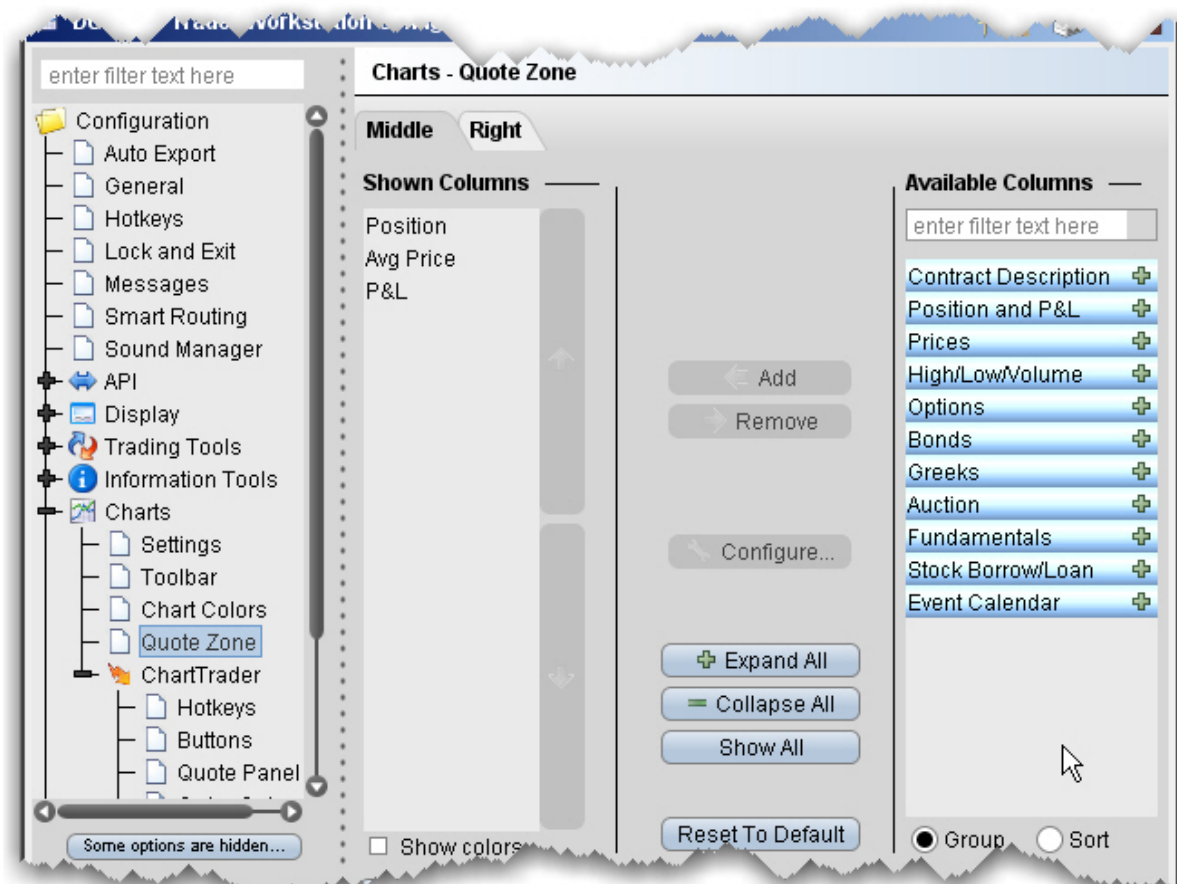 Trader Workstation
enter filter text here
Configuration
Auto Export
General
Hotkeys
Lock and Exit
Messages
Smart Routing
Sound Manager
API
Display
Trading Tools
Information Tools
Charts
Settings
Toolbar
Chart Colors
Quote Zone
ChartTrader
Hotkeys
Buttons
Quote Panel
Some options are hidden...
Charts - Quote Zone
Middle
Right
Shown Columns
Position
Avg Price
P&L
Show colors
Add
Remove
Configure...
Expand All
Collapse All
Show All
Reset To Default
Available Columns
enter filter text here
Contract Description
Position and P&L
Prices
High/Low/Volume
Options
Bonds
Greeks
Auction
Fundamentals
Stock Borrow/Loan
Event Calendar
Group
Sort